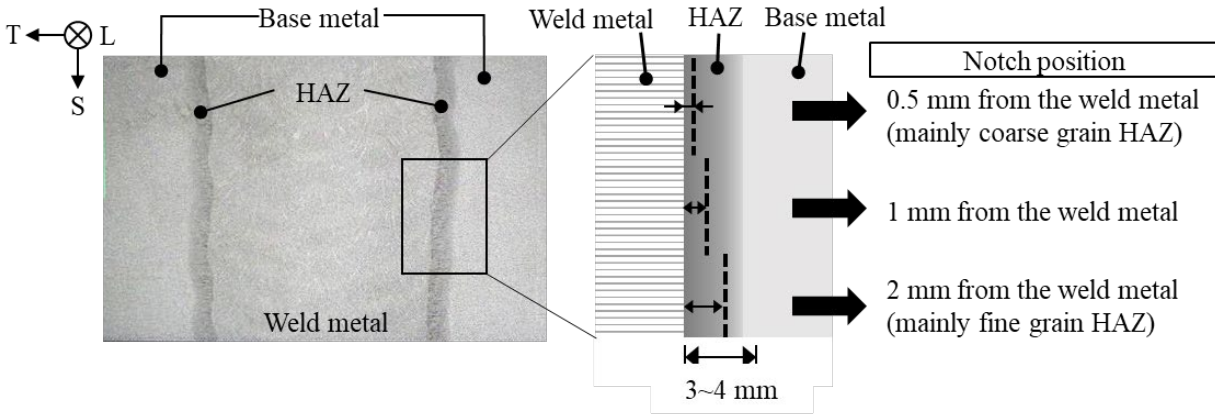 Base metal
T
L
S
HAZ
Weld metal
Weld metal
HAZ
Base metal
3~4 mm
Notch position
0.5 mm from the weld metal
(mainly coarse grain HAZ)
1 mm from the weld metal
2 mm from the weld metal
(mainly fine grain HAZ)